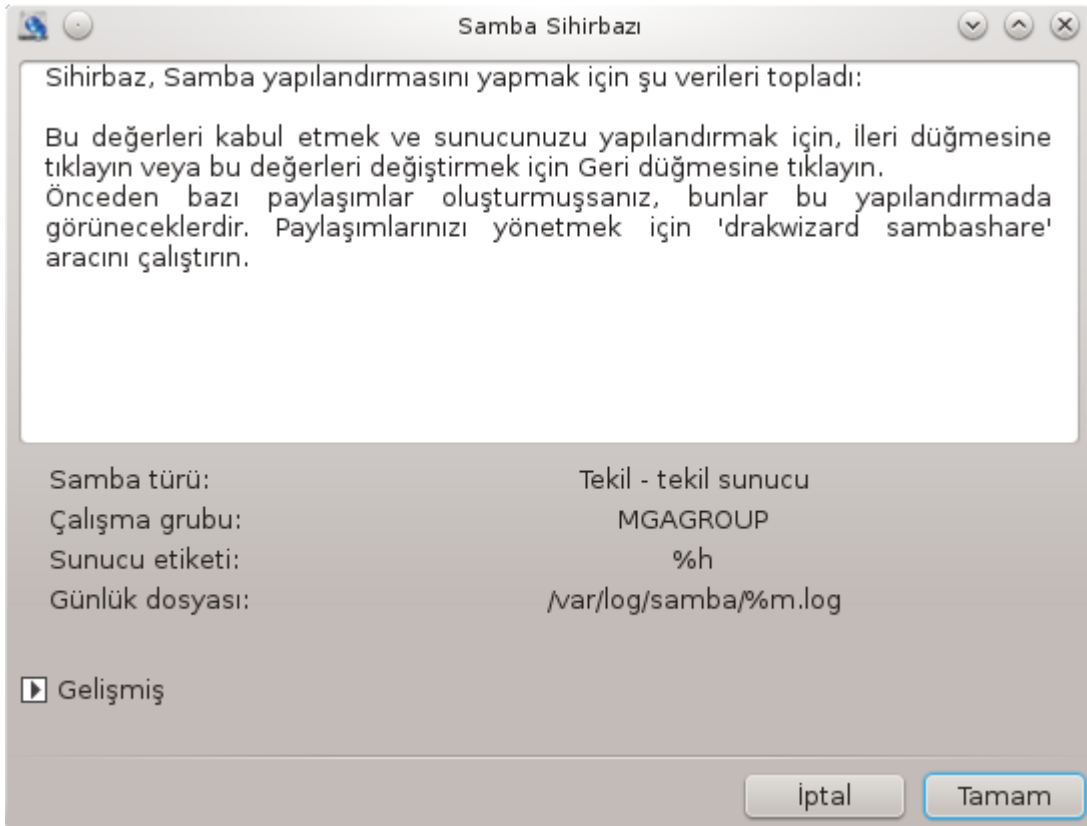 Samba Sihirbazı
Sihirbaz, Samba yapılandırmasını yapmak için şu verileri topladı:
Bu değerleri kabul etmek ve sunucunuzu yapılandırmak için, İleri düğmesine
tıklayın veya bu değerleri değiştirmek için Geri düğmesine tıklayın.
Önceden bazı paylaşımlar oluşturmuşsanız, bunlar bu yapılandırmada
görüneceklerdir. Paylaşımlarınızı yönetmek için 'drakwizard sambashare'
aracını çalıştırın.
Samba türü: Tekil - tekil sunucu
Çalışma grubu: MGAGROUP
Sunucu etiketi: %h
Günlük dosyası: /var/log/samba/%m.log
Gelişmiş
İptal Tamam